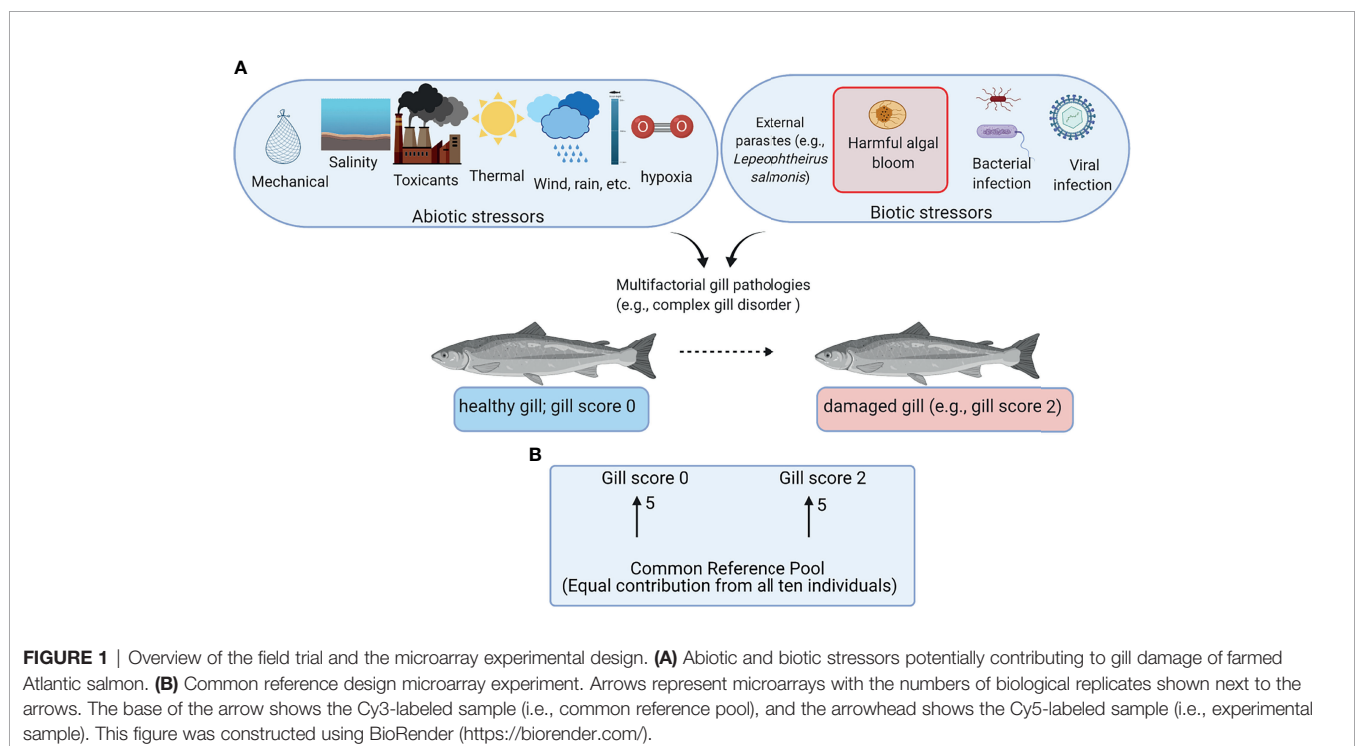 A
Mechanical
Salinity
Toxicants
Thermal
Wind, rain, etc.
O O
hypoxia
Abiotic stressors
External
parasites (e.g.,
Lepeophtheirus
salmonis)
Harmful algal
bloom
Bacterial
infection
Viral
infection
Biotic stressors
Multifactorial gill pathologies
(e.g., complex gill disorder )
healthy gill; gill score 0
damaged gill (e.g., gill score 2)
B
Gill score 0
Gill score 2
5
5
Common Reference Pool
(Equal contribution from all ten individuals)
FIGURE 1 | Overview of the field trial and the microarray experimental design. (A) Abiotic and biotic stressors potentially contributing to gill damage of farmed
Atlantic salmon. (B) Common reference design microarray experiment. Arrows represent microarrays with the numbers of biological replicates shown next to the
arrows. The base of the arrow shows the Cy3-labeled sample (i.e., common reference pool), and the arrowhead shows the Cy5-labeled sample (i.e., experimental
sample). This figure was constructed using BioRender (https://biorender.com/).